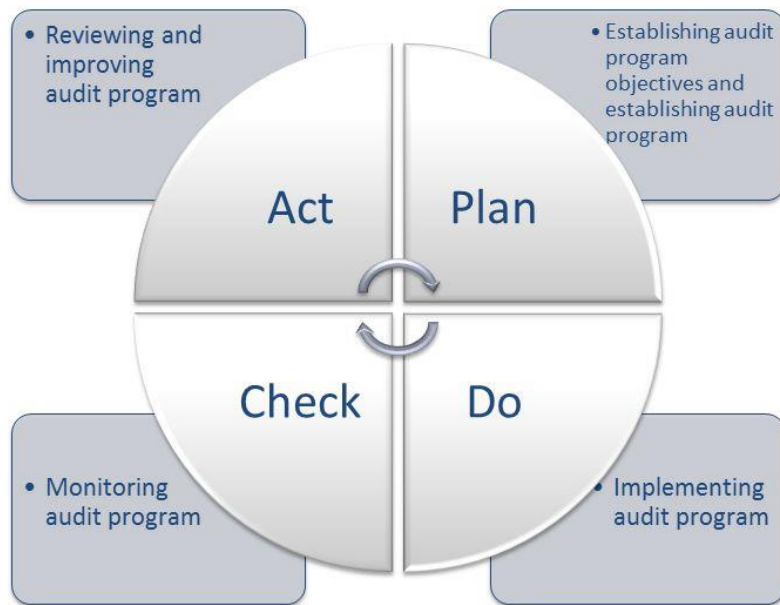 • Reviewing and
improving
audit program
• Establishing audit
program
objectives and
establishing audit
program
Act
Plan
Check
Do
• Monitoring
audit program
• Implementing
audit program